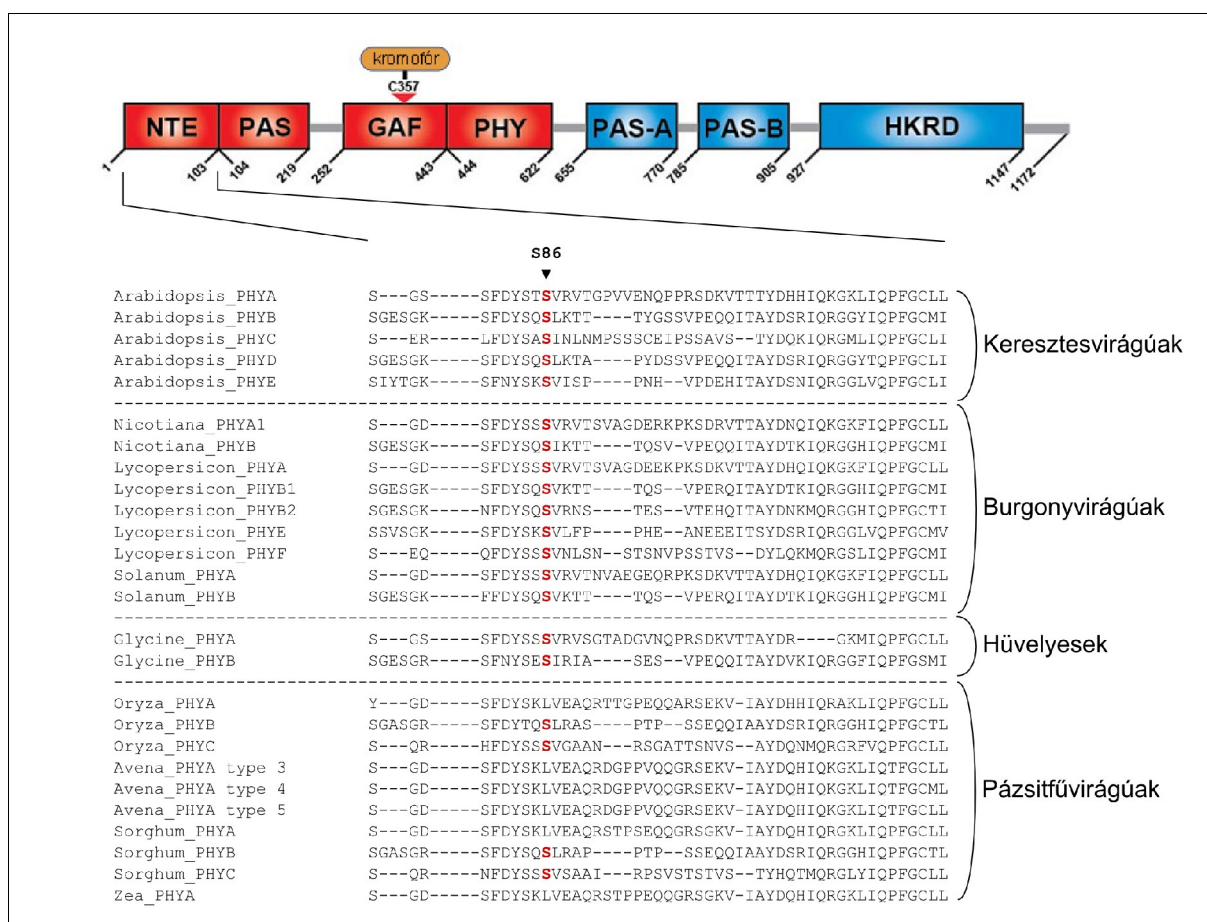 kromofór
C357
NTE PAS GAF PHY PAS-A PAS-B HKRD
1 103 104 219 252 443 444 622 655 770 785 905 927 1147 1172
S86
Arabidopsis_PHYA S---GS-----SFDYSTSVRVTGPVVENQPPRSDKVTTTYDHHIQKGKLIQPFGCLL
Arabidopsis_PHYB SGESGK-----SFDYSQSLKTT----TYGSSVPEQQITAYDSRIQRGGYIQPFGCMI
Arabidopsis_PHYC S---ER-----LFDYSASINLNMPSSSCEIPSSAVS--TYDQKIQRGMLIQPFGCLI
Arabidopsis_PHYD SGESGK-----SFDYSQSLKTA----PYDSSVPEQQITAYDSRIQRGGYTQPFGCLI
Arabidopsis_PHYE SIYTGK-----SFNYSKSVISP----PNH--VPDEHITAYDSNIQRGGLVQPFGCLI
Keresztesvirágúak
Nicotiana_PHYA1 S---GD-----SFDYSSSVRVTSVAGDERKPKSDRVTTAYDNQIQKGKFIQPFGCLL
Nicotiana_PHYB SGESGK-----SFDYSQSIKTT----TQSV-VPEQQITAYDTKIQRGGHIQPFGCMI
Lycopersicon_PHYA S---GD-----SFDYSSSVRVTSVAGDEEKPKSDKVTTAYDHQIQKGKFIQPFGCLL
Lycopersicon_PHYB1 SGESGK-----SFDYSQSVKTT----TQS--VPERQITAYDTKIQRGGHIQPFGCMI
Lycopersicon_PHYB2 SGESGK-----NFDYSQSVRNS----TES--VTEHQITAYDNKMQRGGHIQPFGCTI
Lycopersicon_PHYE SSVSGK-----SFDYSKSVLFP----PHE--ANEEEITSYDSRIQRGGLVQPFGCMV
Lycopersicon_PHYF S---EQ-----QFDYSSSVNLSN--STSNVPSSTVS--DYLQKMQRGSLIQPFGCMI
Solanum_PHYA S---GD-----SFDYSSSVRVTNVAEGEQRPKSDKVTTAYDHQIQKGKFIQPFGCLL
Solanum_PHYB SGESGK-----FFDYSQSVKTT----TQS--VPERQITAYDTKIQRGGHIQPFGCMI
Burgonyvirágúak
Glycine_PHYA S---GS-----SFDYSSSVRVSGTADGVNQPRSDKVTTAYDR----GKMIQPFGCLL
Glycine_PHYB SGESGR-----SFNYSESIRIA----SES--VPEQQITAYDVKIQRGGFIQPFGSMI
Hüvelyesek
Oryza_PHYA Y---GD-----SFDYSKLVEAQRTTGPEQQARSEKV-IAYDHHIQRAKLIQPFGCLL
Oryza_PHYB SGASGR-----SFDYTQSLRAS----PTP--SSEQQIAAYDSRIQRGGHIQPFGCTL
Oryza_PHYC S---QR-----HFDYSSSVGAAN---RSGATTSNVS--AYDQNMQRGRFVQPFGCLL
Avena_PHYA type 3 S---GD-----SFDYSKLVEAQRDGPPVQQGRSEKV-IAYDQHIQKGKLIQTFGCLL
Avena_PHYA type 4 S---GD-----SFDYSKLVEAQRDGPPVQQGRSEKV-IAYDQHIQKGKLIQTFGCML
Avena_PHYA type 5 S---GD-----SFDYSKLVEAQRDGPPVQQGRSEKV-IAYDQHIQKGKLIQTFGCLL
Sorghum_PHYA S---GD-----SFDYSKLVEAQRSTPSEQQGRSGKV-IAYDQHIQRGKLIQPFGCLL
Sorghum_PHYB SGASGR-----SFDYSQSLRAP----PTP--SSEQQIAAYDSRIQRGGHIQPFGCTL
Sorghum_PHYC S---QR-----NFDYSSSVSAAI---RPSVSTSTVS--TYHQTMQRGLYIQPFGCLL
Zea_PHYA S---GD-----SFDYSKLVEAQRSTPPEQQGRSGKV-IAYDQHIQRGKLIQPFGCLL
Pázsitfűvirágúak